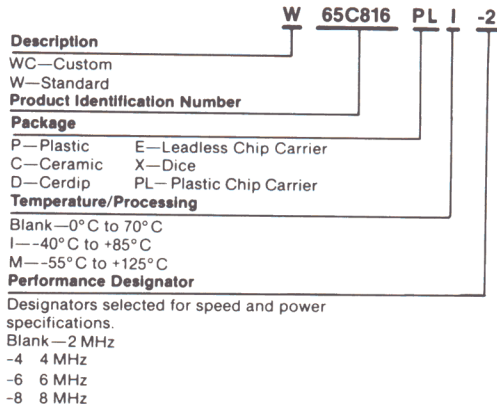 W 65C816 PL I -2
Description
WC—Custom
W—Standard
Product Identification Number
Package
P—Plastic E—Leadless Chip Carrier
C—Ceramic X—Dice
D—Cerdip PL— Plastic Chip Carrier
Temperature/Processing
Blank—0°C to 70°C
I—-40°C to +85°C
M—-55°C to +125°C
Performance Designator
Designators selected for speed and power
specifications.
Blank—2 MHz
-4 4 MHz
-6 6 MHz
-8 8 MHz